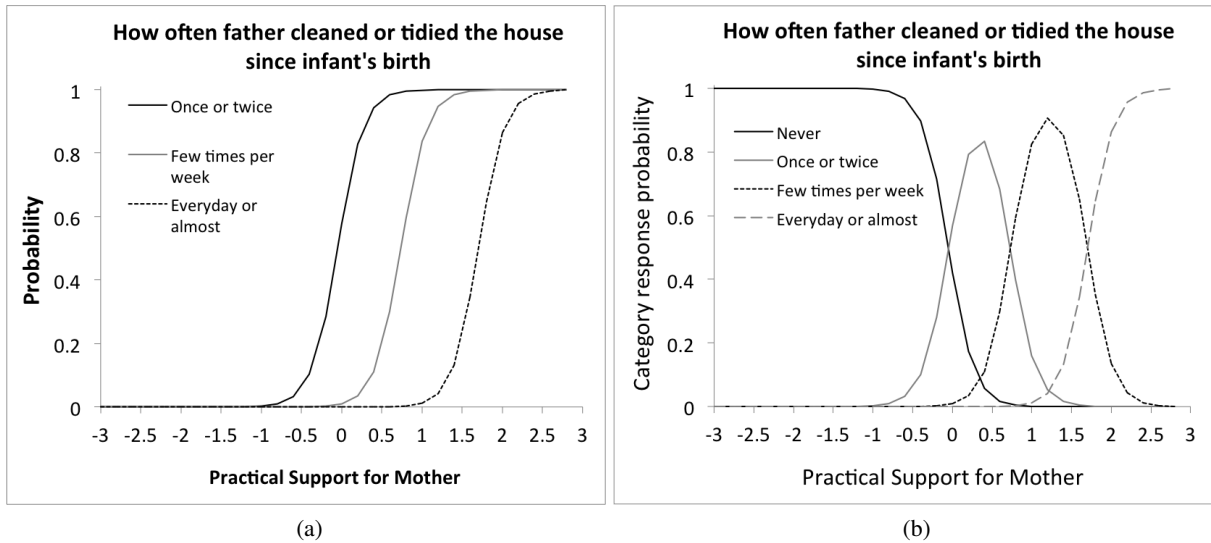 How often father cleaned or tidied the house
since infant's birth
Probability
1
0.8
0.6
0.4
0.2
0
Once or twice
Few times per
week
Everyday or
almost
-3 -2.5 -2 -1.5 -1 -0.5 0 0.5 1 1.5 2 2.5 3
Practical Support for Mother
(a)
How often father cleaned or tidied the house
since infant's birth
Category response probability
1
0.8
0.6
0.4
0.2
0
Never
Once or twice
Few times per week
Everyday or almost
-3 -2.5 -2 -1.5 -1 -0.5 0 0.5 1 1.5 2 2.5 3
Practical Support for Mother
(b)